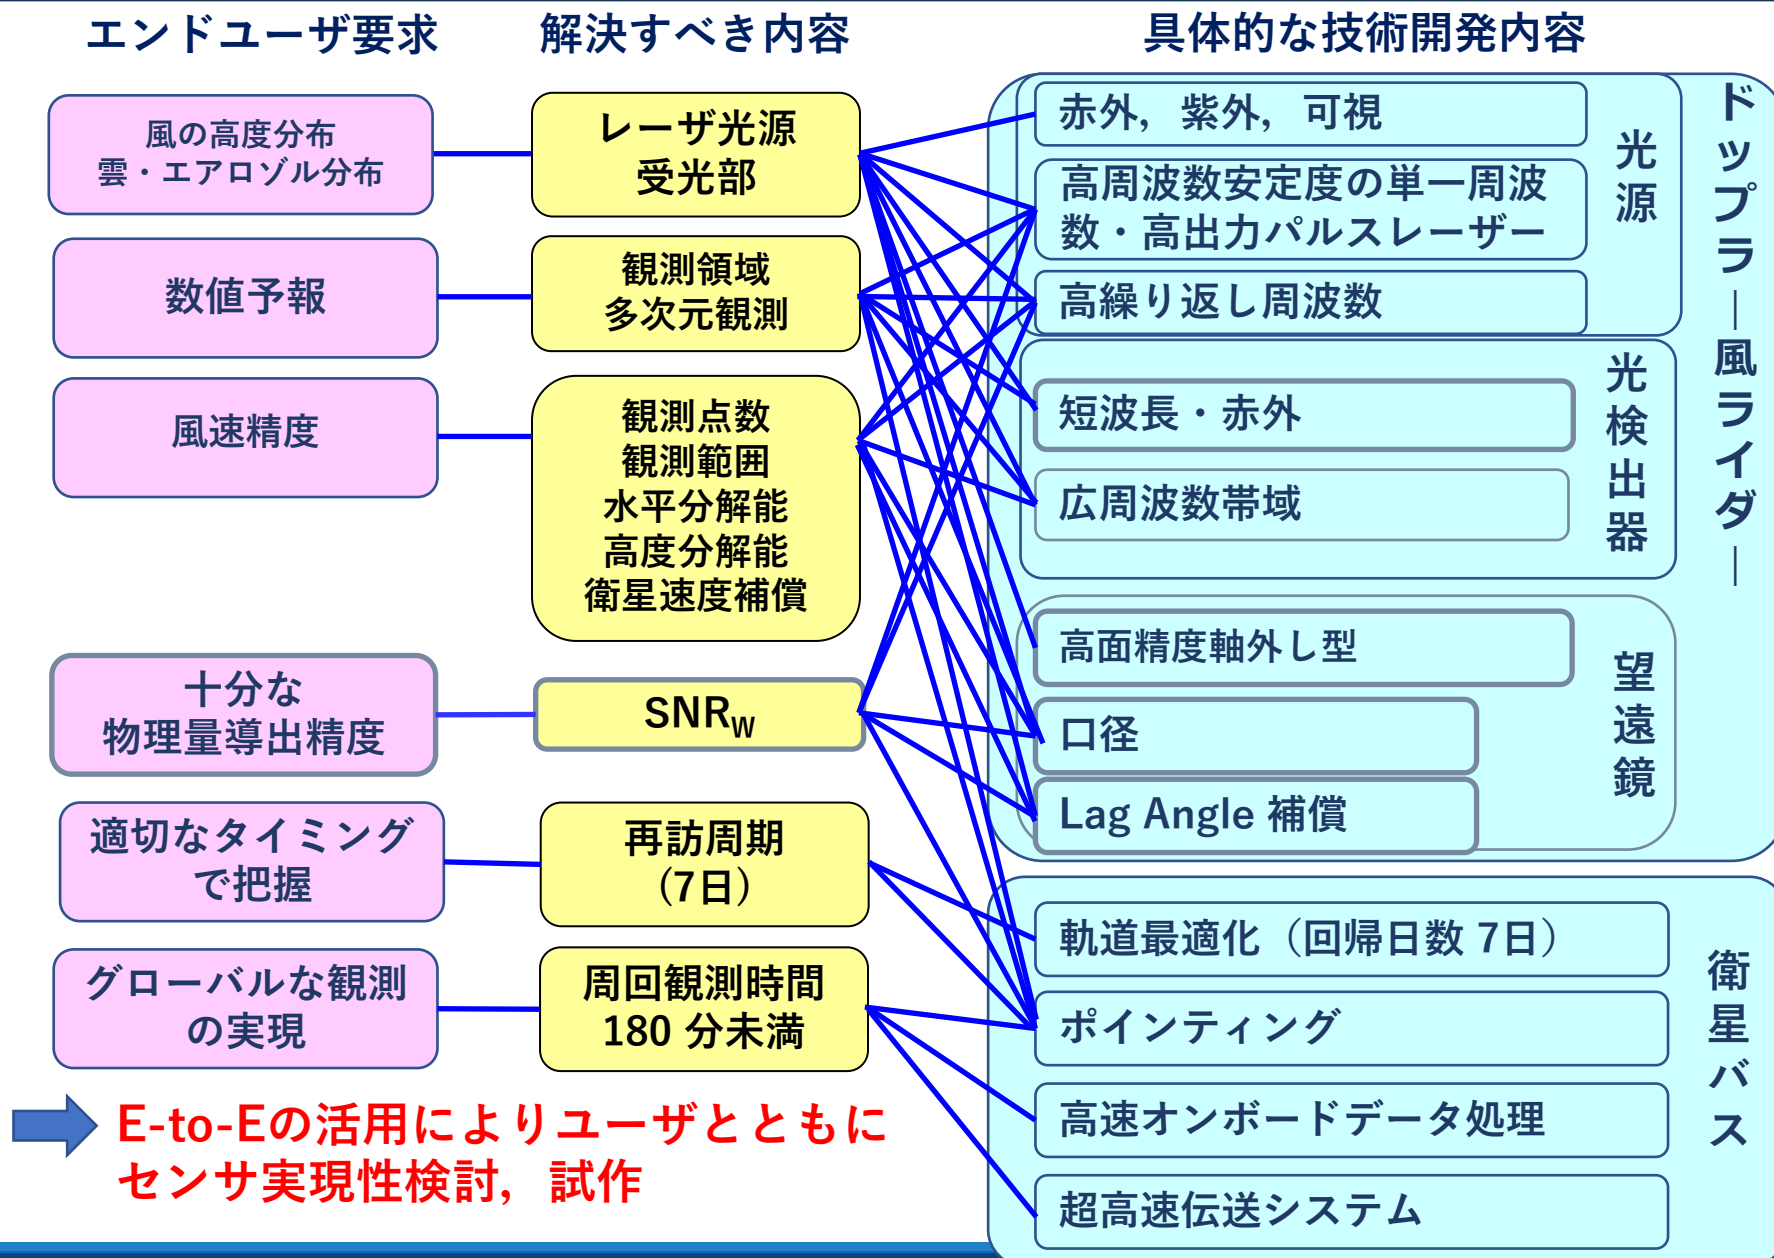 エンドユーザ要求
解決すべき内容
具体的な技術開発内容
風の高度分布
雲・エアロゾル分布
数値予報
風速精度
十分な
物理量導出精度
適切なタイミング
で把握
グローバルな観測
の実現
レーザ光源
受光部
観測領域
多次元観測
観測点数
観測範囲
水平分解能
高度分解能
衛星速度補償
SNRW
再訪周期
(7日)
周回観測時間
180 分未満
赤外，紫外，可視
高周波数安定度の単一周波
数・高出力パルスレーザー
高繰り返し周波数
光源
短波長・赤外
広周波数帯域
光検出器
高面精度軸外し型
口径
Lag Angle 補償
望遠鏡
ドップラ―風ライダ―
軌道最適化（回帰日数 7日）
ポインティング
高速オンボードデータ処理
超高速伝送システム
衛星バス
E-to-Eの活用によりユーザとともに
センサ実現性検討，試作